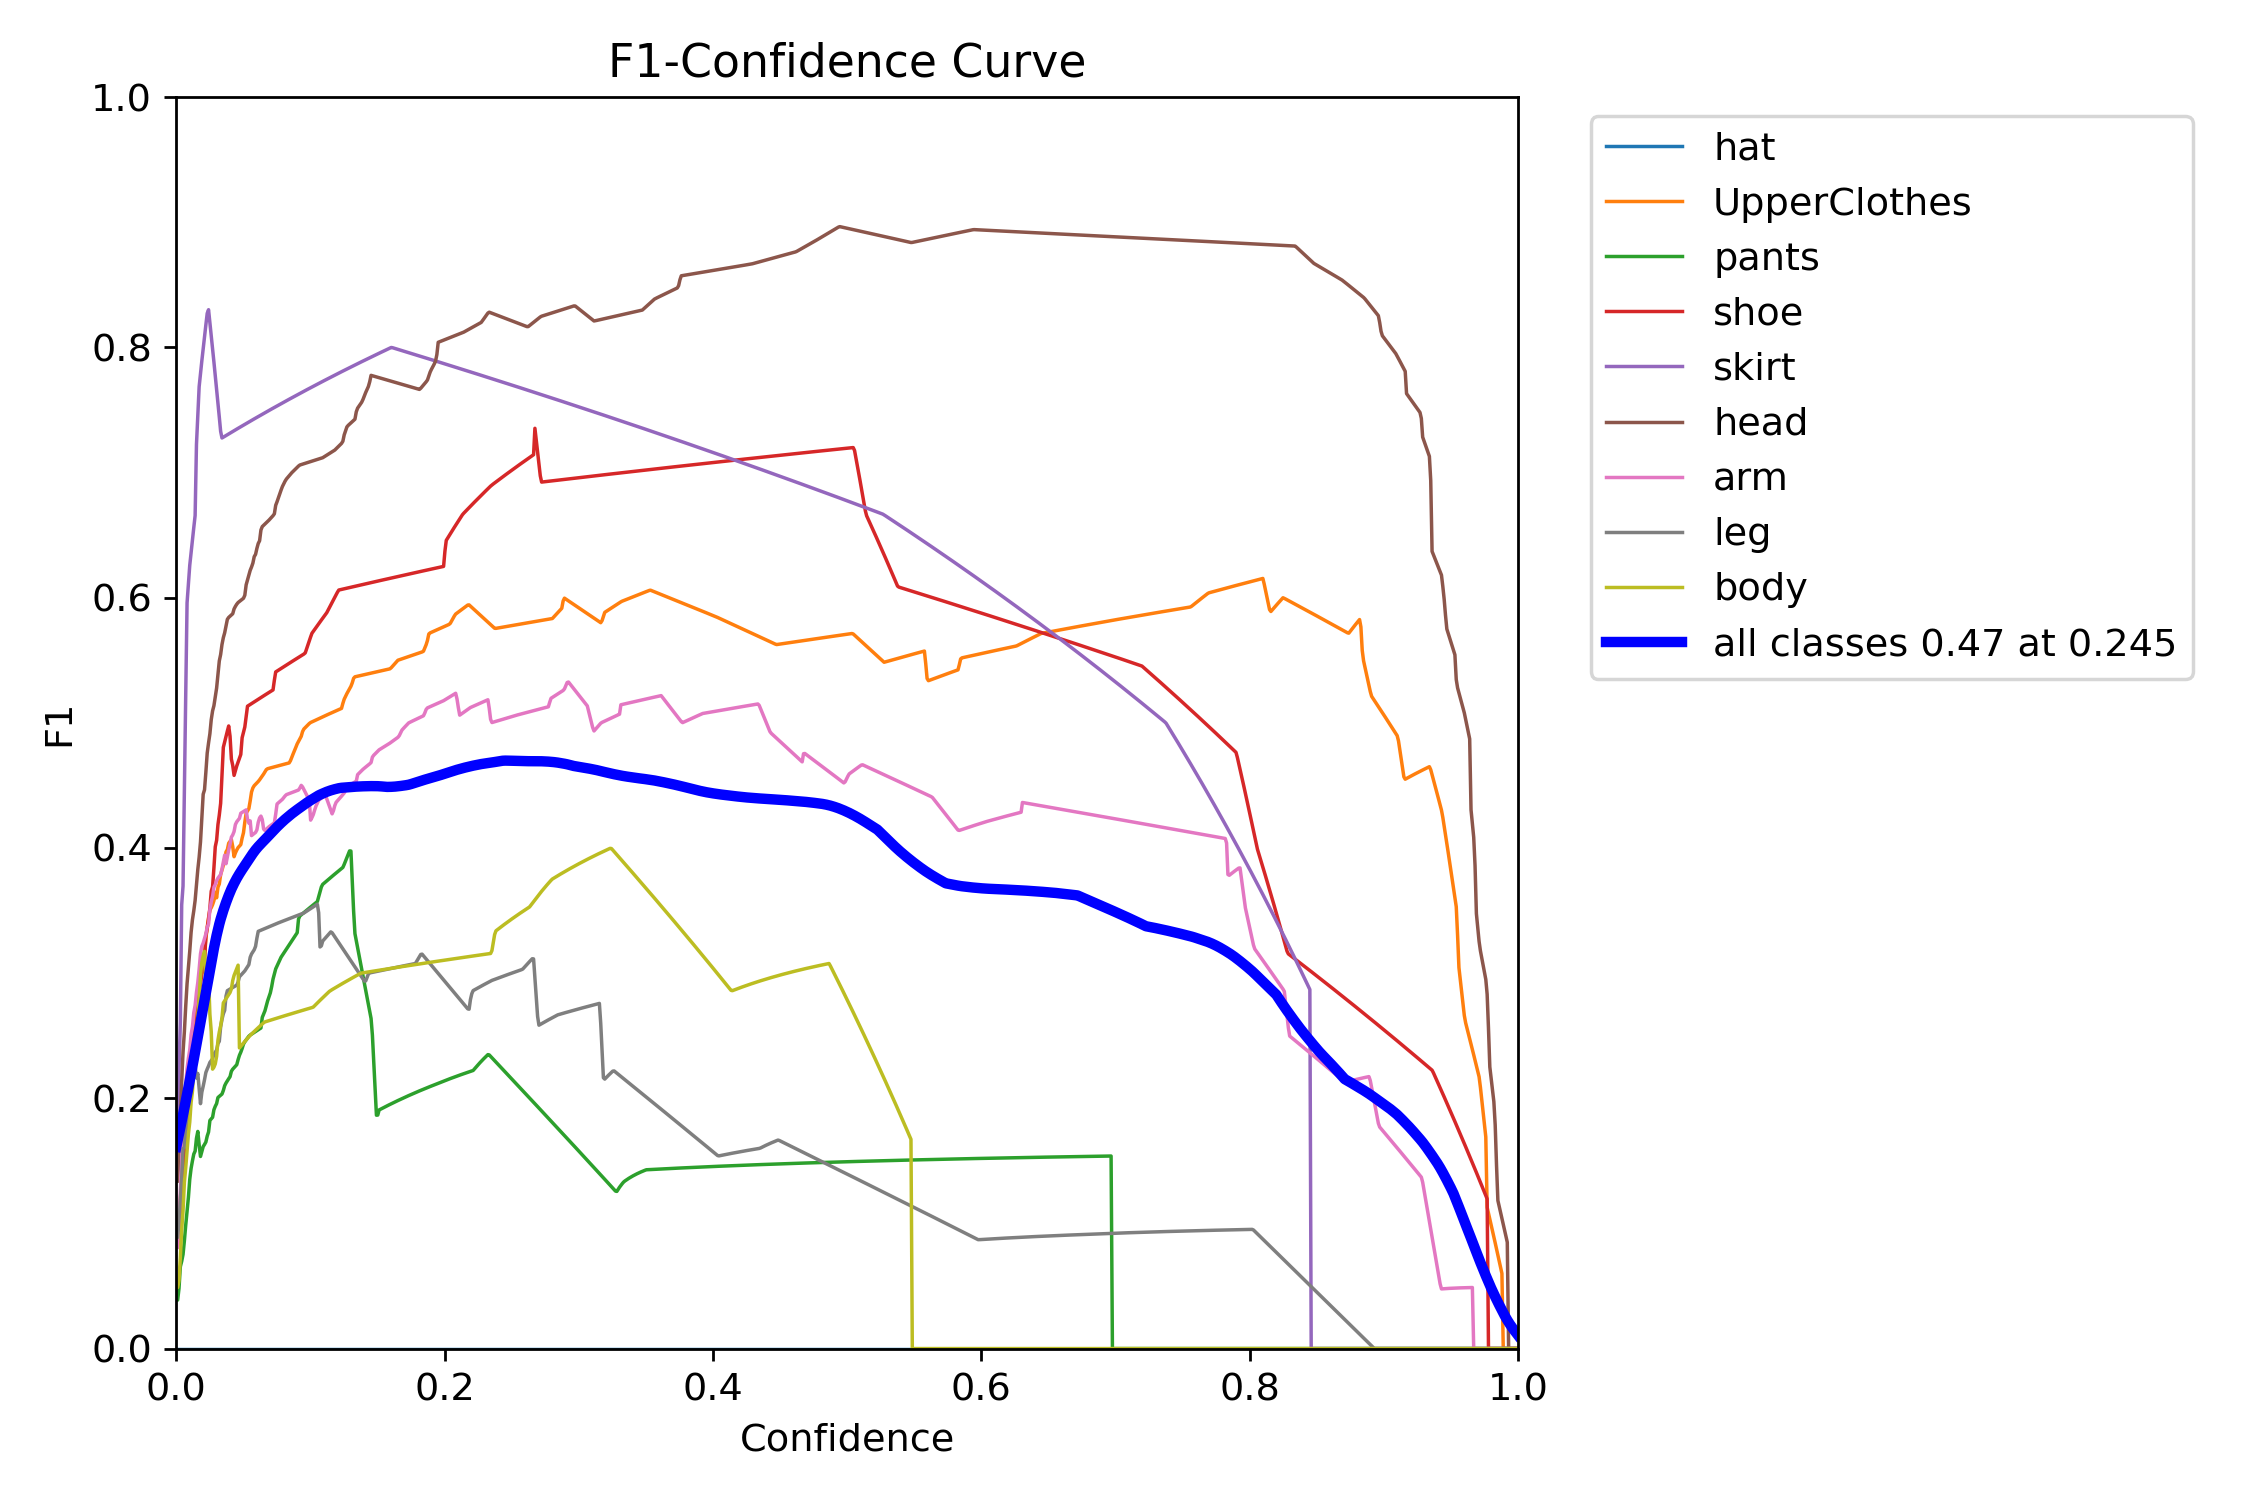 F1-Confidence Curve
1.0
0.8
0.6
0.4
0.2
0.0
F1
0.0 0.2 0.4 0.6 0.8 1.0
Confidence
hat
UpperClothes
pants
shoe
skirt
head
arm
leg
body
all classes 0.47 at 0.245